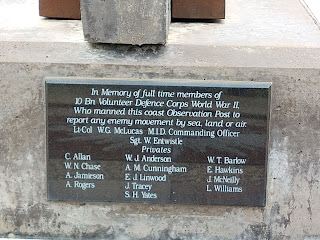 In Memory of full time members of
10 Bn Volunteer Defence Corps World War II.
Who manned this coast Observation Post to
report any enemy movement by sea, land or air.
Lt-Col W.G. McLucas M.I.D. Commanding Officer
Sgt. W. Entwistle
Privates
C. Allan W. J. Anderson W. T. Barlow
W. N. Chase A. M. Cunningham E. Hawkins
A. Jamieson E. J. Linwood J. McNeilly
A. Rogers J. Tracey L. Williams
S. H. Yates